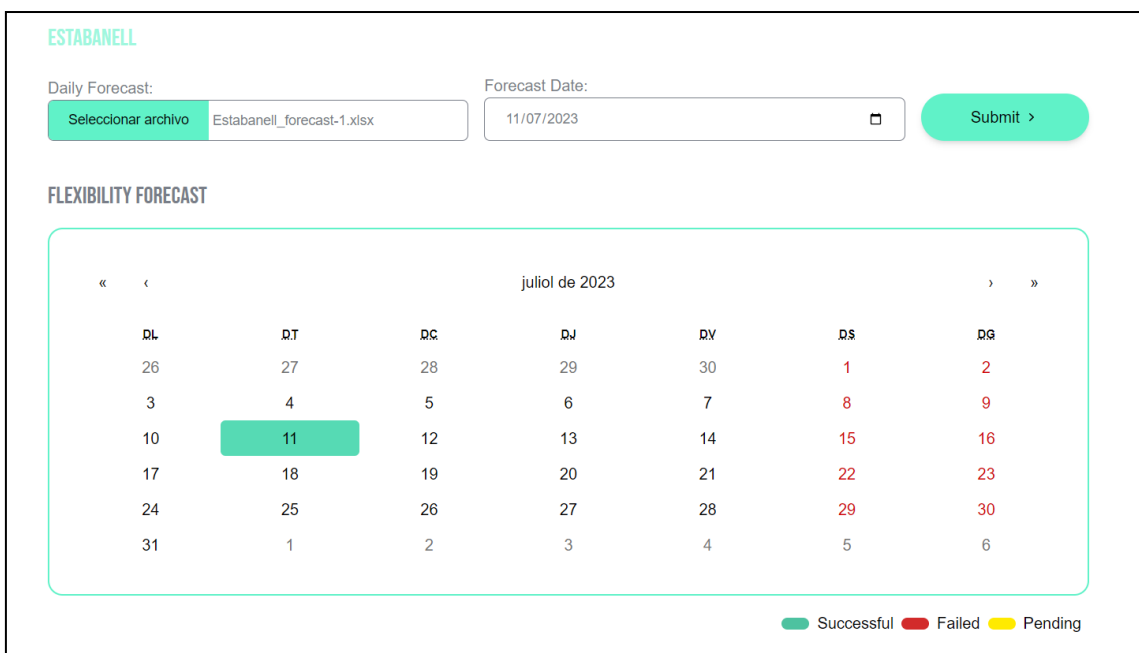 ESTABANELL
Daily Forecast:
Forecast Date:
Seleccionar archivo Estabanell_forecast-1.xlsx
11/07/2023
Submit ›
FLEXIBILITY FORECAST
« ‹ juliol de 2023 › »
DL DT DC DJ DV DS DG
26 27 28 29 30 1 2
3 4 5 6 7 8 9
10 11 12 13 14 15 16
17 18 19 20 21 22 23
24 25 26 27 28 29 30
31 1 2 3 4 5 6
Successful Failed Pending